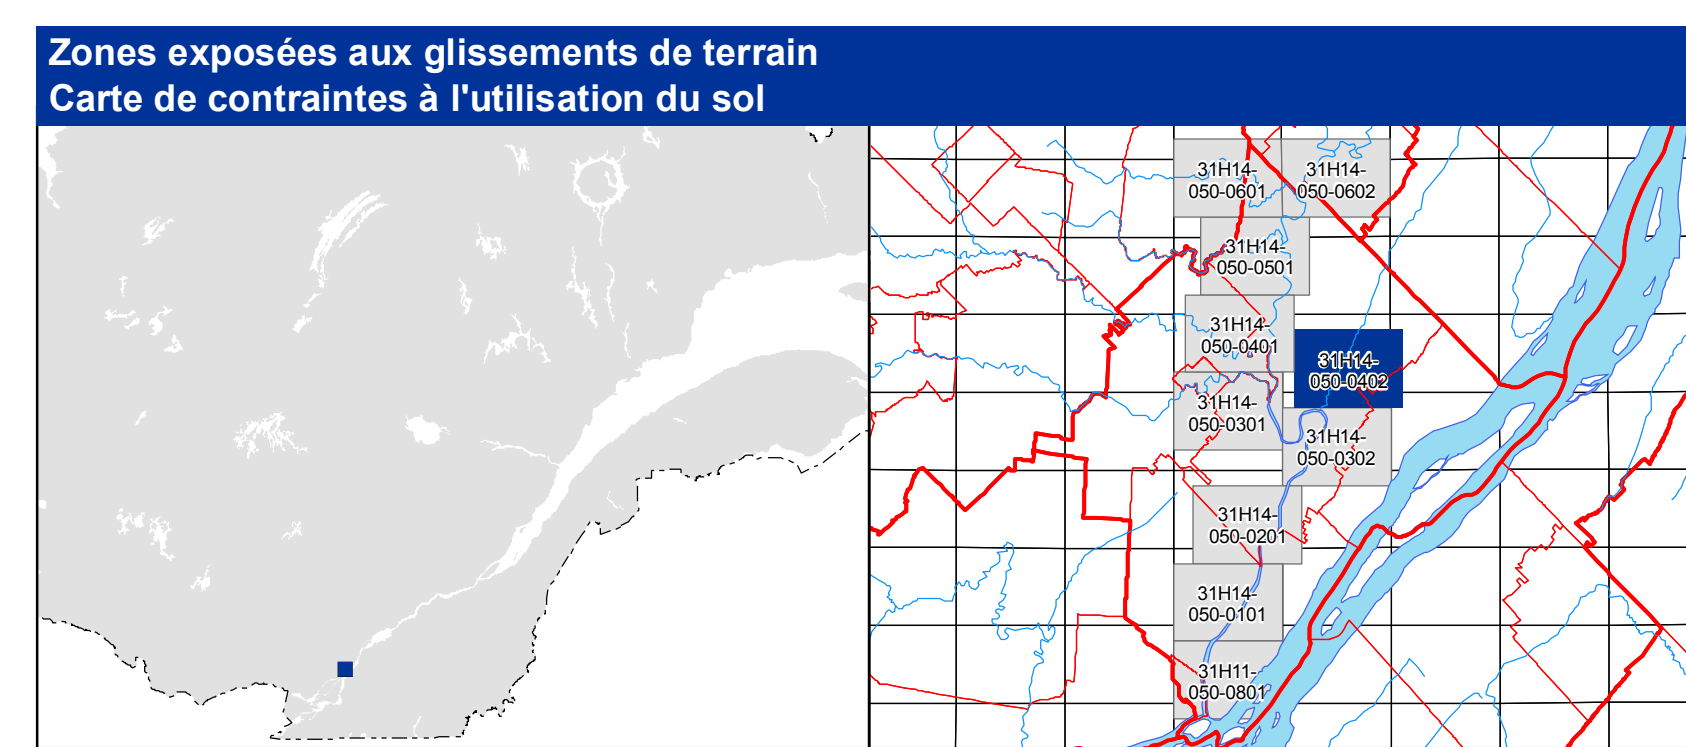 Zones exposées aux glissements de terrain
Carte de contraintes à l'utilisation du sol
31H14-
050-0601
31H14-
050-0602
31H14-
050-0501
31H14-
050-0401
31H14-
050-0402
31H14-
050-0301
31H14-
050-0302
31H14-
050-0201
31H14-
050-0101
31H11-
050-0801